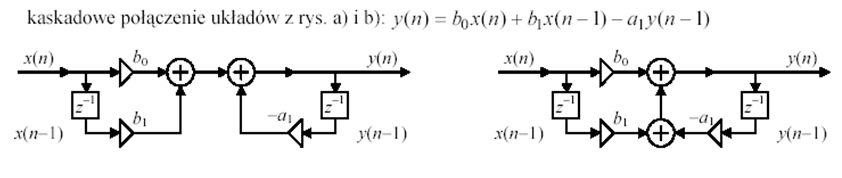 kaskadowe połączenie układów z rys. a) i b): y(n) = b₀x(n) + b₁x(n − 1) − a₁y(n − 1)
x(n) b₀ y(n) x(n) b₀ y(n)
z⁻¹ z⁻¹ z⁻¹ z⁻¹
x(n−1) b₁ −a₁ y(n−1) x(n−1) b₁ −a₁ y(n−1)